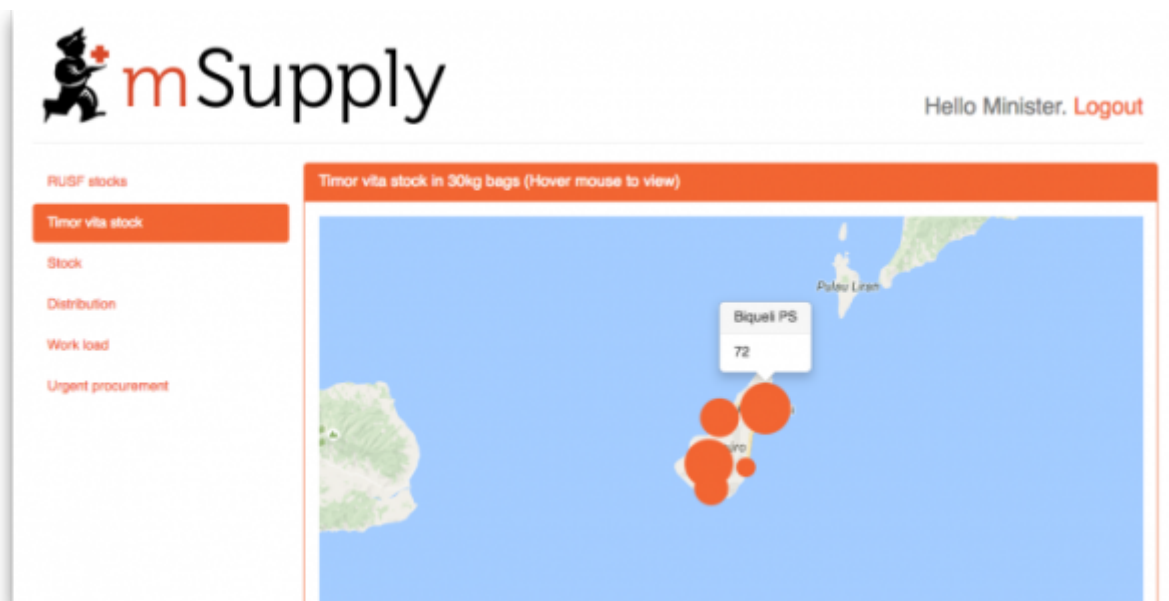 mSupply
Hello Minister. Logout
RUSF stocks
Timor vita stock
Stock
Distribution
Work load
Urgent procurement
Timor vita stock in 30kg bags (Hover mouse to view)
Pulau Liran
Biqueli PS
72